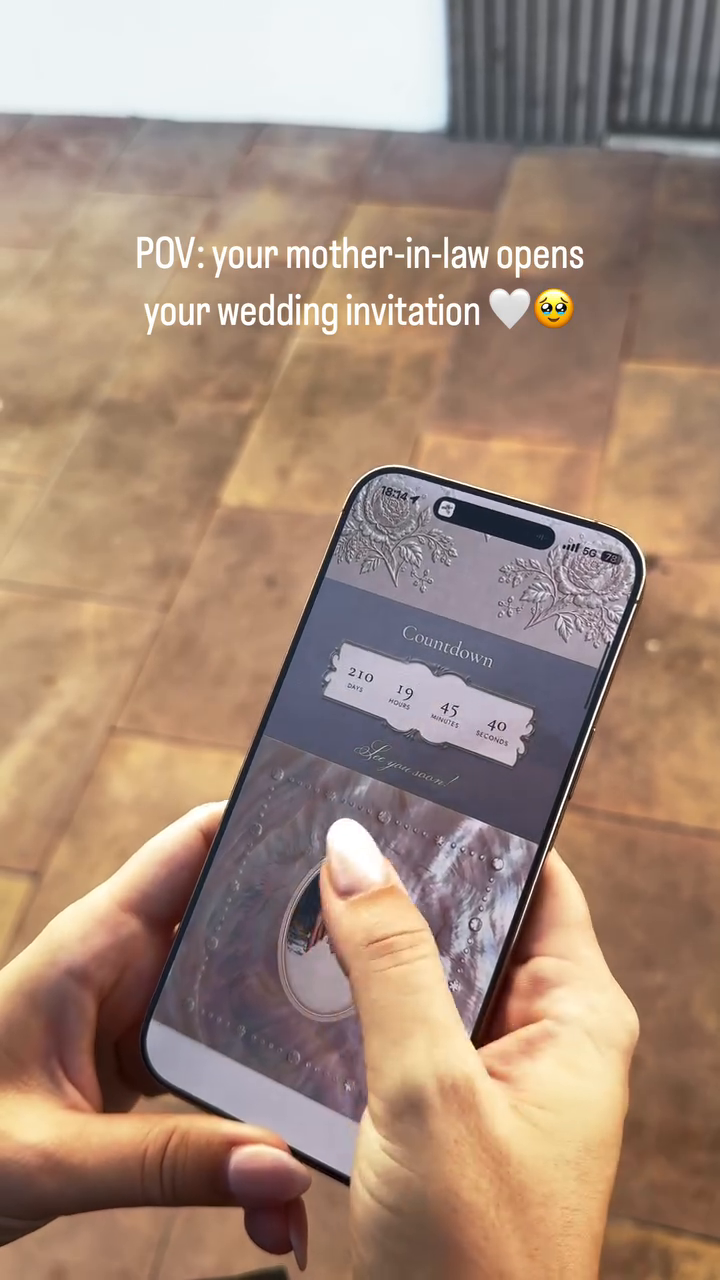 POV: your mother-in-law opens
your wedding invitation 🤍🥹
18:14
5G 78
Countdown
210 19 45 40
DAYS HOURS MINUTES SECONDS
See you soon!